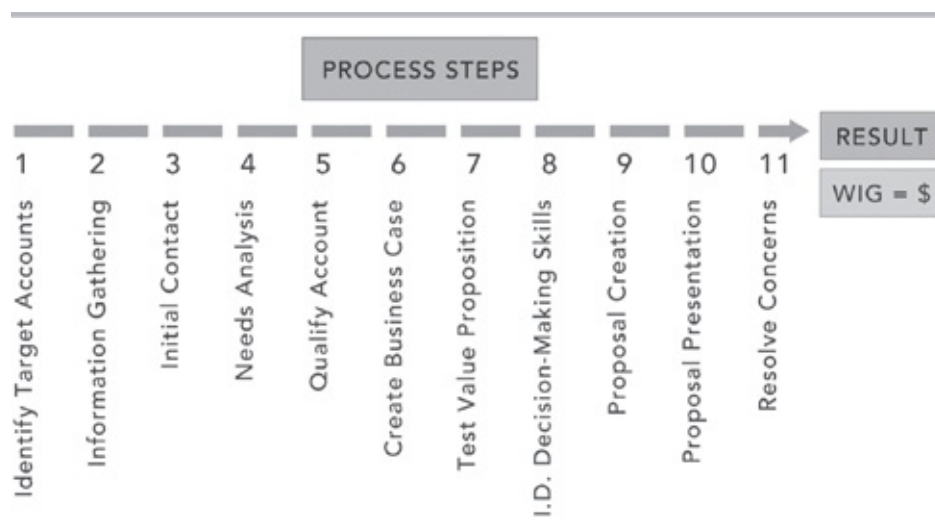 PROCESS STEPS
RESULT
WIG = $
1
Identify Target Accounts
2
Information Gathering
3
Initial Contact
4
Needs Analysis
5
Qualify Account
6
Create Business Case
7
Test Value Proposition
8
I.D. Decision-Making Skills
9
Proposal Creation
10
Proposal Presentation
11
Resolve Concerns